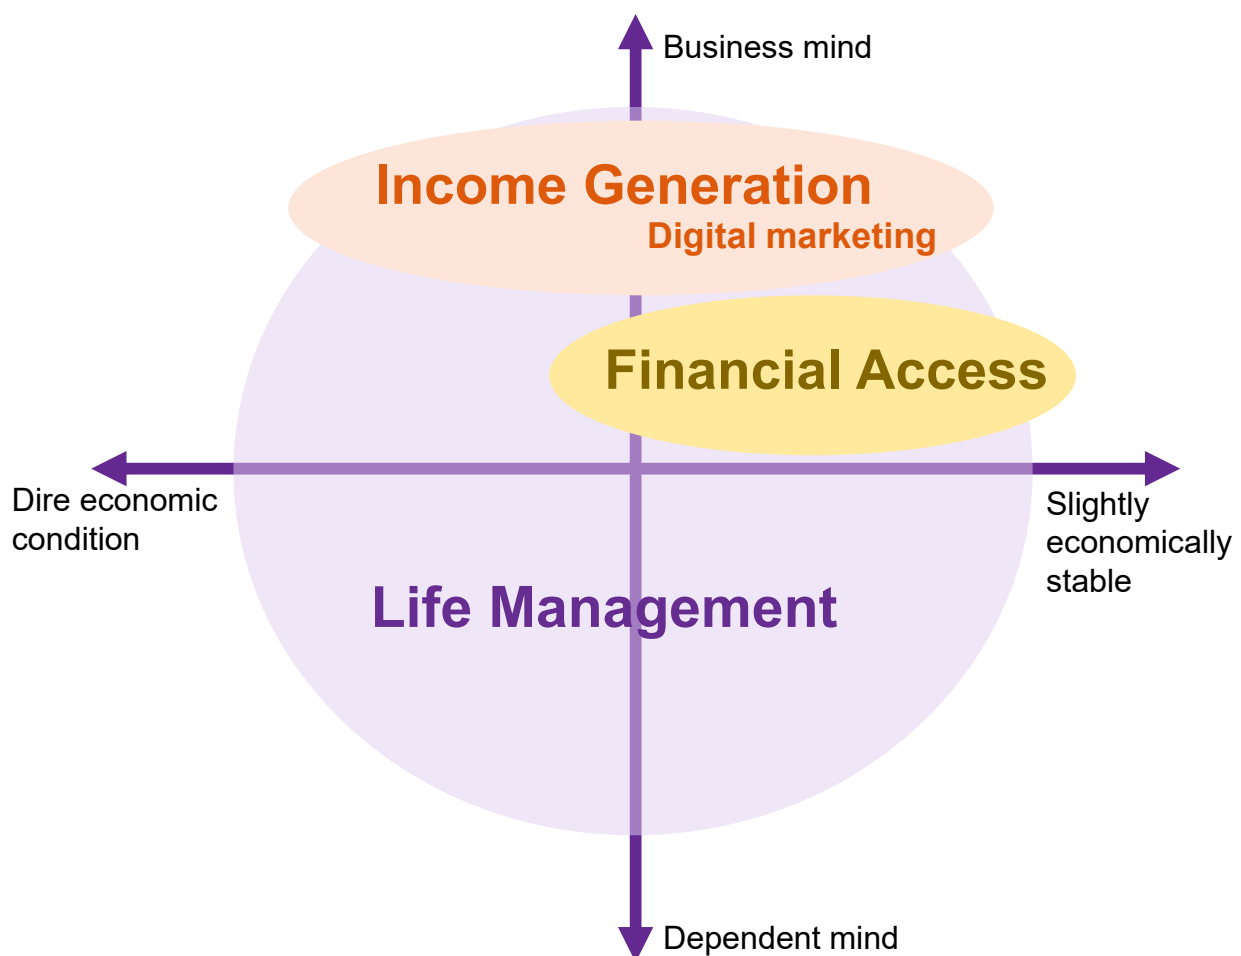 Business mind
Income Generation
Digital marketing
Financial Access
Dire economic
condition
Slightly
economically
stable
Life Management
Dependent mind